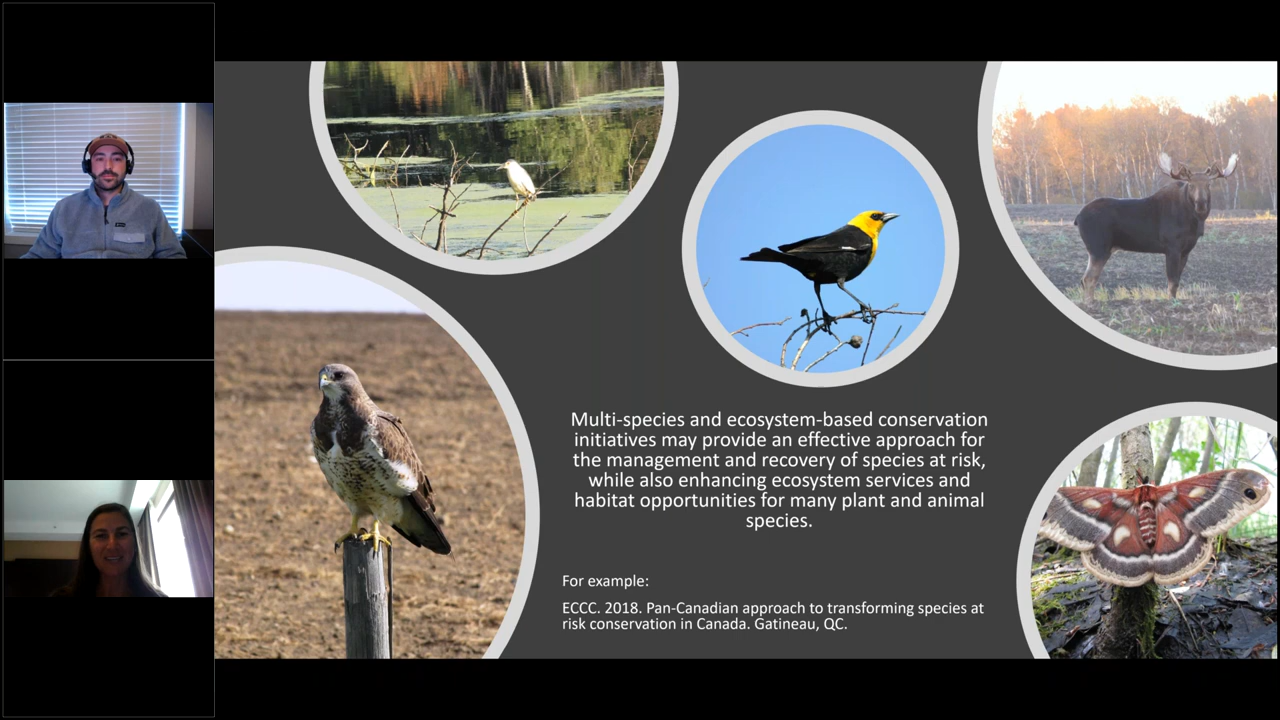 Multi-species and ecosystem-based conservation
initiatives may provide an effective approach for
the management and recovery of species at risk,
while also enhancing ecosystem services and
habitat opportunities for many plant and animal
species.
For example:
ECCC. 2018. Pan-Canadian approach to transforming species at
risk conservation in Canada. Gatineau, QC.